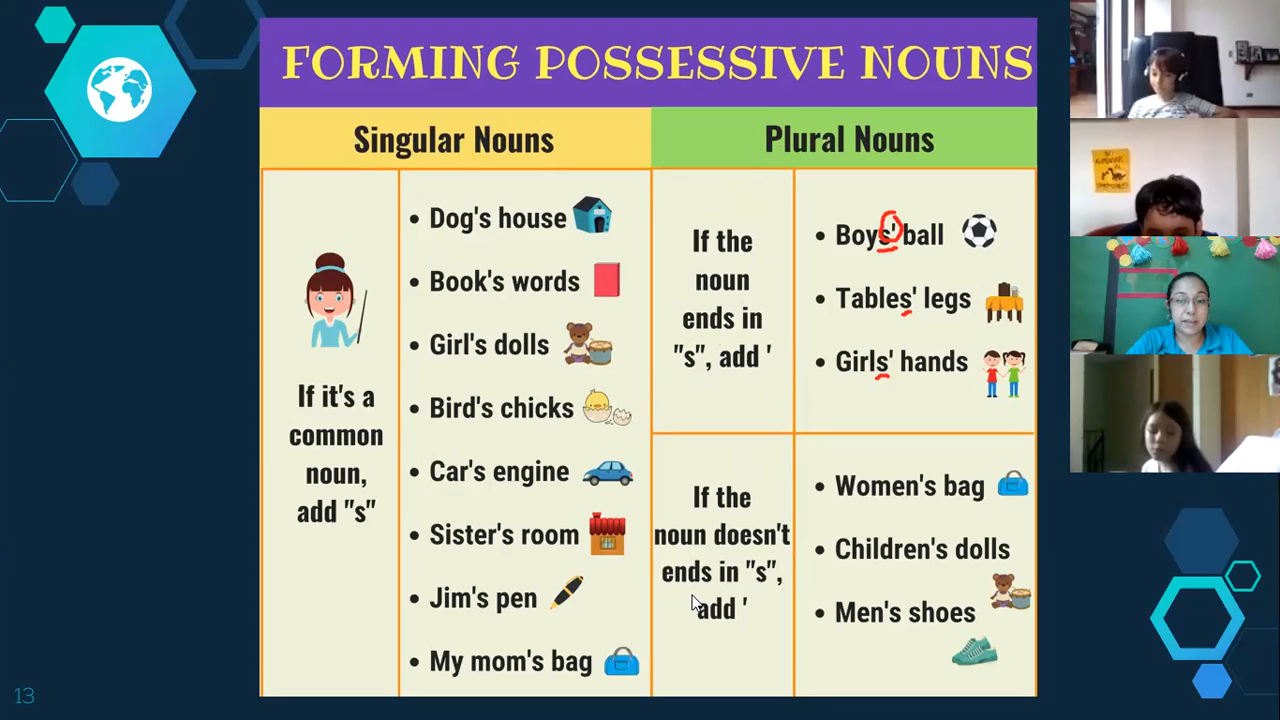 FORMING POSSESSIVE NOUNS
Singular Nouns
Plural Nouns
If it's a
common
noun,
add "s"
• Dog's house
• Book's words
• Girl's dolls
• Bird's chicks
• Car's engine
• Sister's room
• Jim's pen
• My mom's bag
If the
noun
ends in
"s", add '
• Boys' ball
• Tables' legs
• Girls' hands
If the
noun doesn't
ends in "s",
add '
• Women's bag
• Children's dolls
• Men's shoes
13